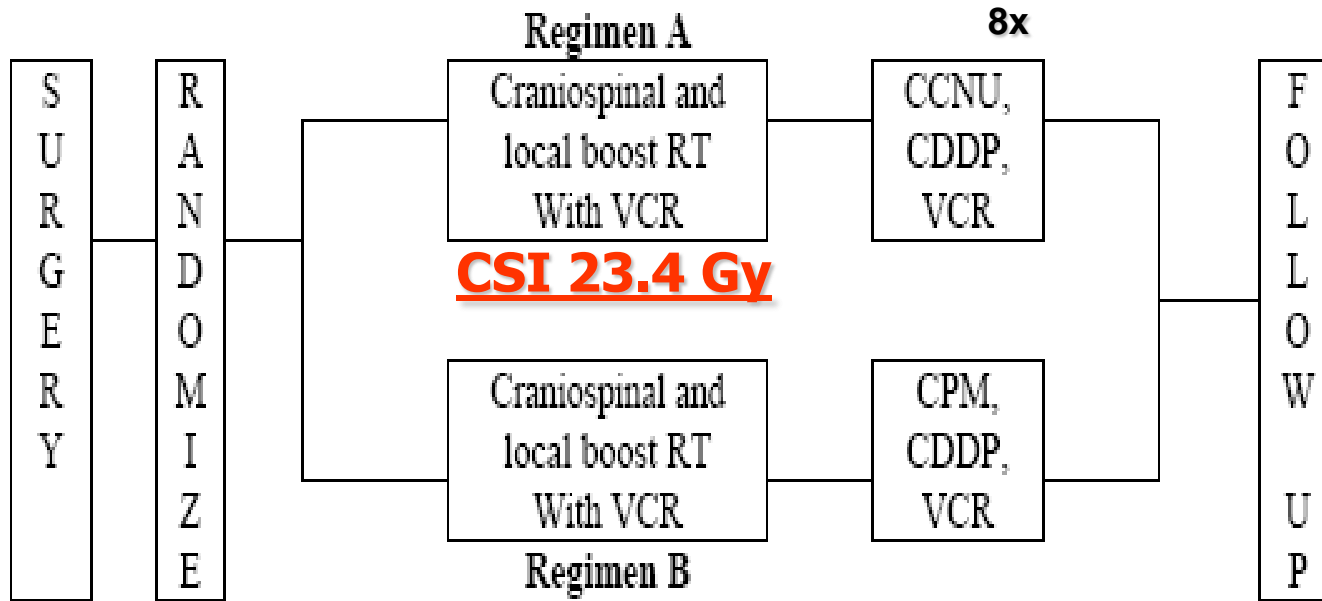 SURGERY
RANDOMIZE
Regimen A
Craniospinal and
local boost RT
With VCR
CSI 23.4 Gy
8x
CCNU,
CDDP,
VCR
Craniospinal and
local boost RT
With VCR
Regimen B
CPM,
CDDP,
VCR
FOLLOW UP